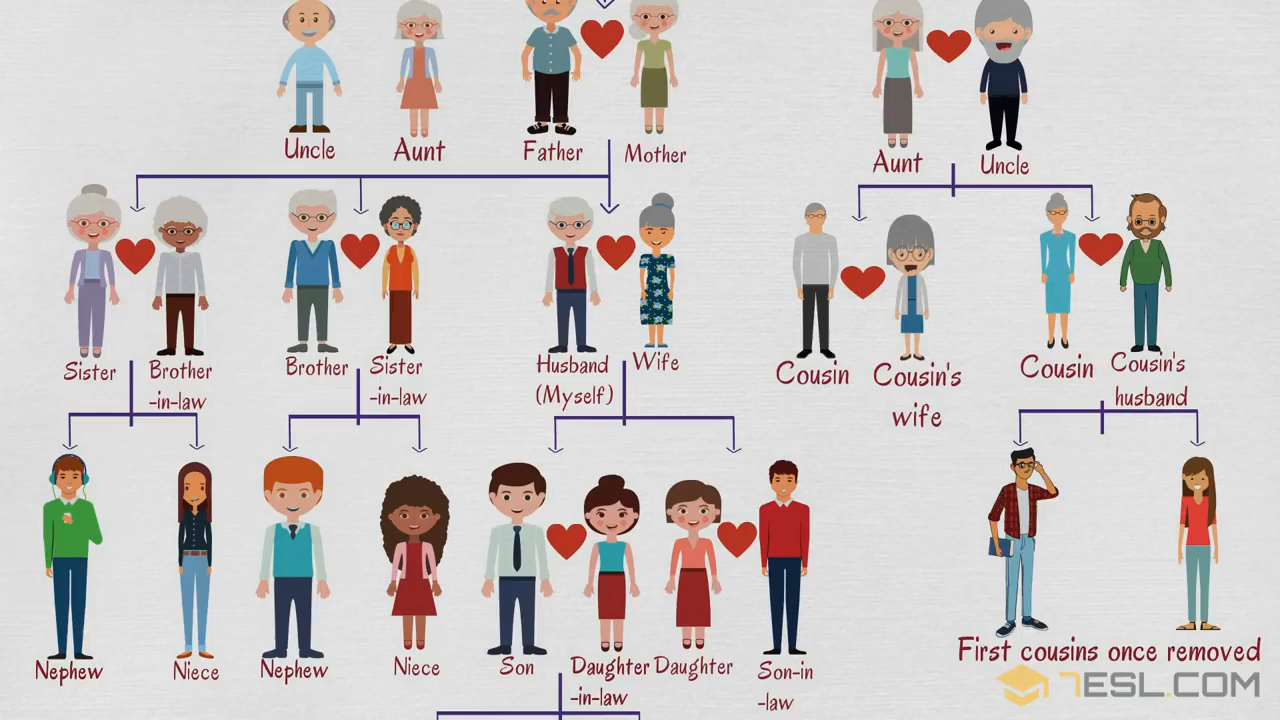 Uncle
Aunt
Father
Mother
Aunt
Uncle
Sister
Brother
-in-law
Brother
Sister
-in-law
Husband
(Myself)
Wife
Cousin
Cousin's
wife
Cousin
Cousin's
husband
Nephew
Niece
Nephew
Niece
Son
Daughter
-in-law
Daughter
Son-in
-law
First cousins once removed
7ESL.COM